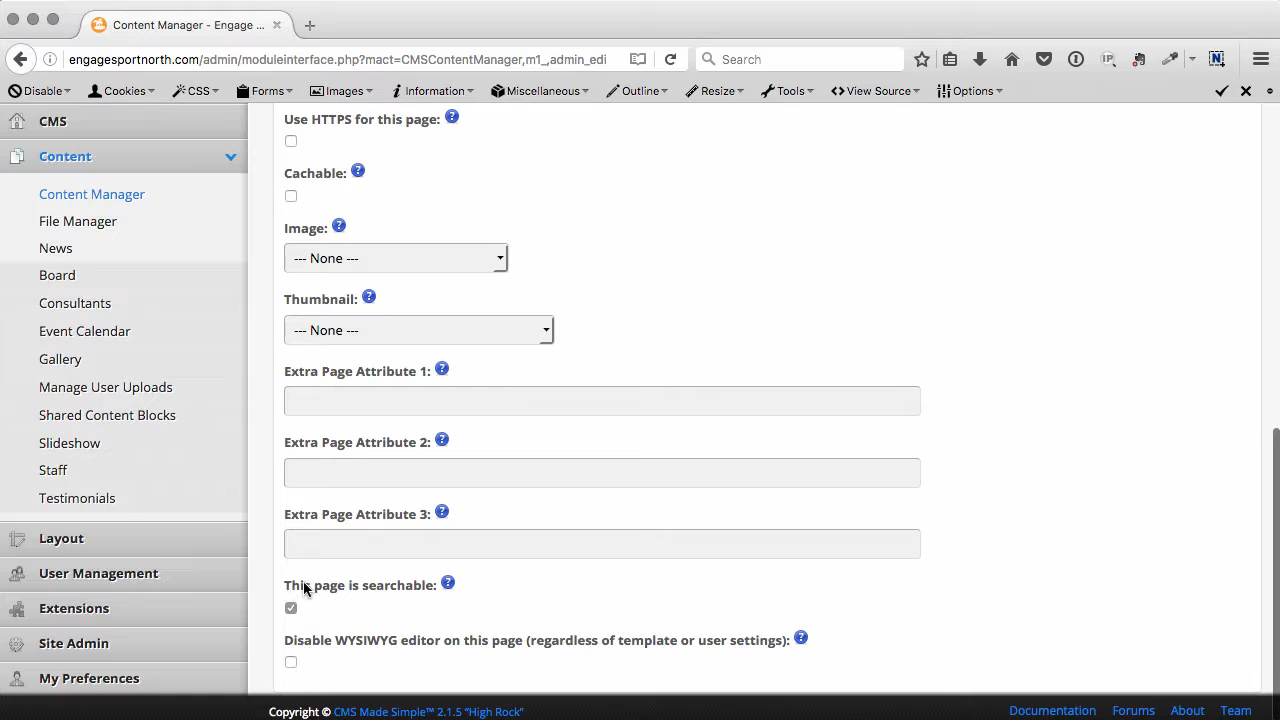 Content Manager - Engage ...
engagesportnorth.com/admin/moduleinterface.php?mact=CMSContentManager,m1_,admin_edi
Search
Disable Cookies CSS Forms Images Information Miscellaneous Outline Resize Tools View Source Options
CMS
Content
Content Manager
File Manager
News
Board
Consultants
Event Calendar
Gallery
Manage User Uploads
Shared Content Blocks
Slideshow
Staff
Testimonials
Layout
User Management
Extensions
Site Admin
My Preferences
Use HTTPS for this page:
Cachable:
Image:
--- None ---
Thumbnail:
--- None ---
Extra Page Attribute 1:
Extra Page Attribute 2:
Extra Page Attribute 3:
This page is searchable:
Disable WYSIWYG editor on this page (regardless of template or user settings):
Copyright © CMS Made Simple™ 2.1.5 “High Rock”
Documentation Forums About Team